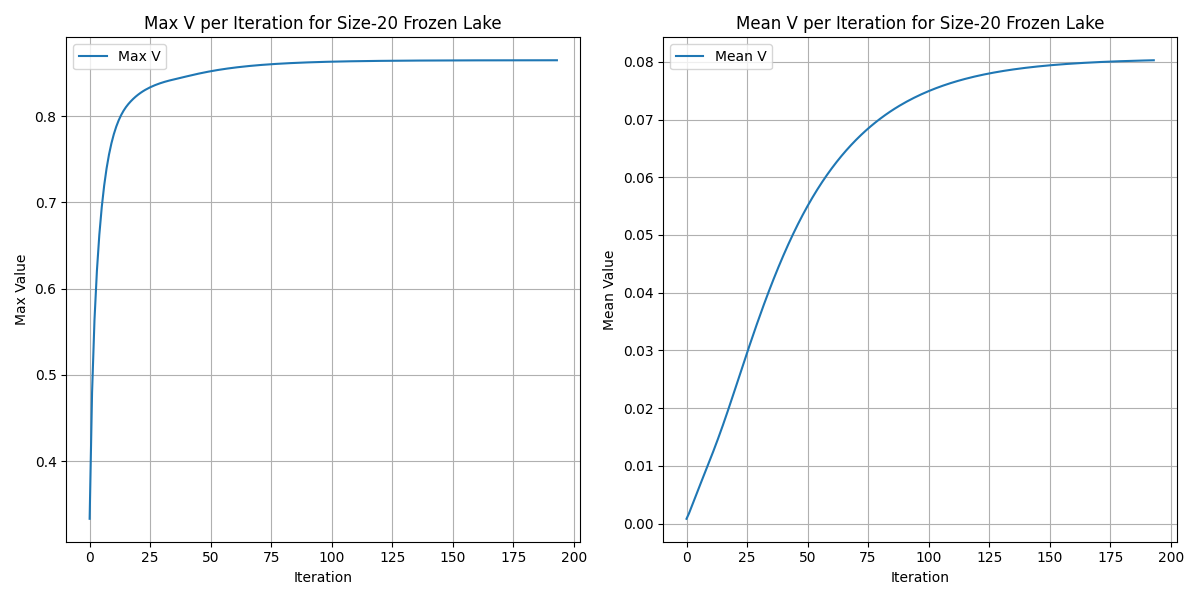 Max V per Iteration for Size-20 Frozen Lake
Max V
0.8
0.7
0.6
0.5
0.4
Max Value
0 25 50 75 100 125 150 175 200
Iteration
Mean V per Iteration for Size-20 Frozen Lake
Mean V
0.08
0.07
0.06
0.05
0.04
0.03
0.02
0.01
0.00
Mean Value
0 25 50 75 100 125 150 175 200
Iteration